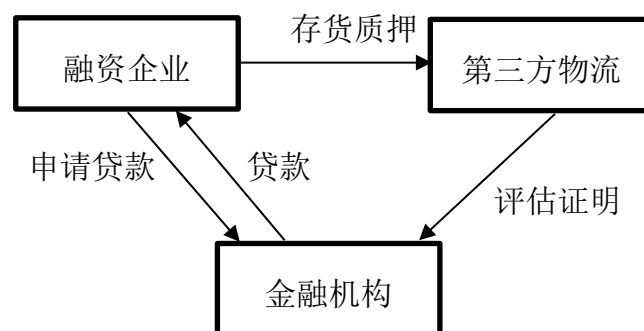 存货质押
融资企业
第三方物流
申请贷款
贷款
评估证明
金融机构